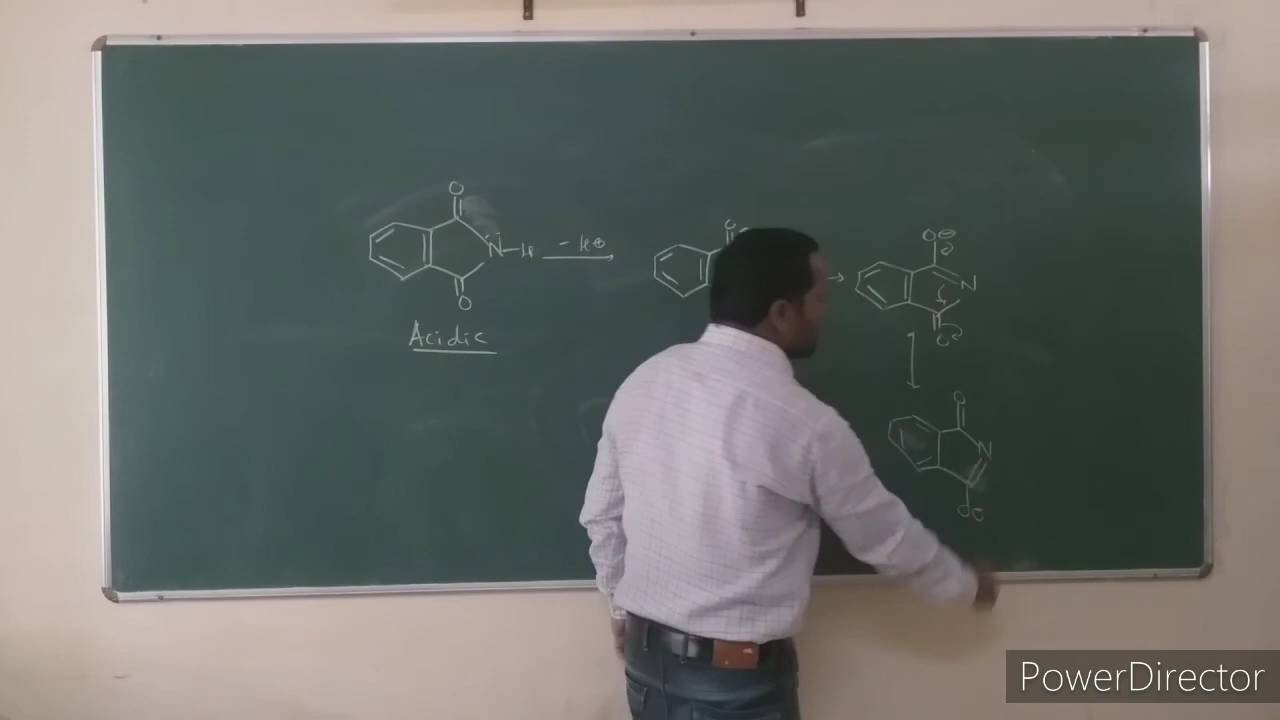 O
N-H
-H⊕
O
Acidic
O
O⊖
N
O
O
N
O⊖
PowerDirector